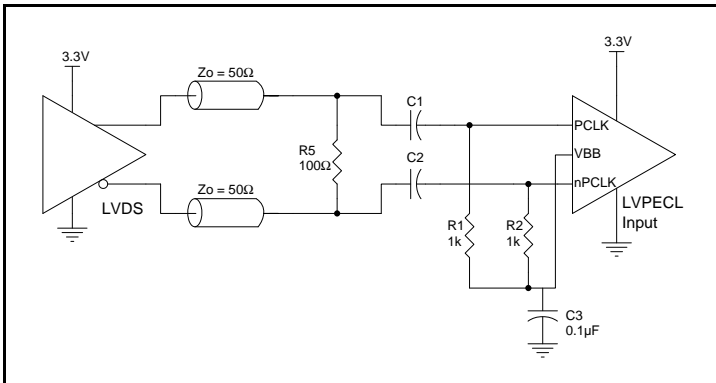 3.3V
3.3V
Zo = 50Ω
C1
PCLK
R5
100Ω
VBB
C2
nPCLK
Zo = 50Ω
LVDS
LVPECL
Input
R1
1k
R2
1k
C3
0.1µF